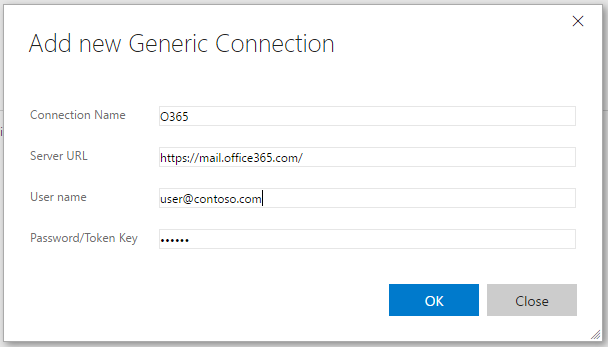 Add new Generic Connection
Connection Name O365
Server URL https://mail.office365.com/
User name user@contoso.com
Password/Token Key ••••••
OK Close